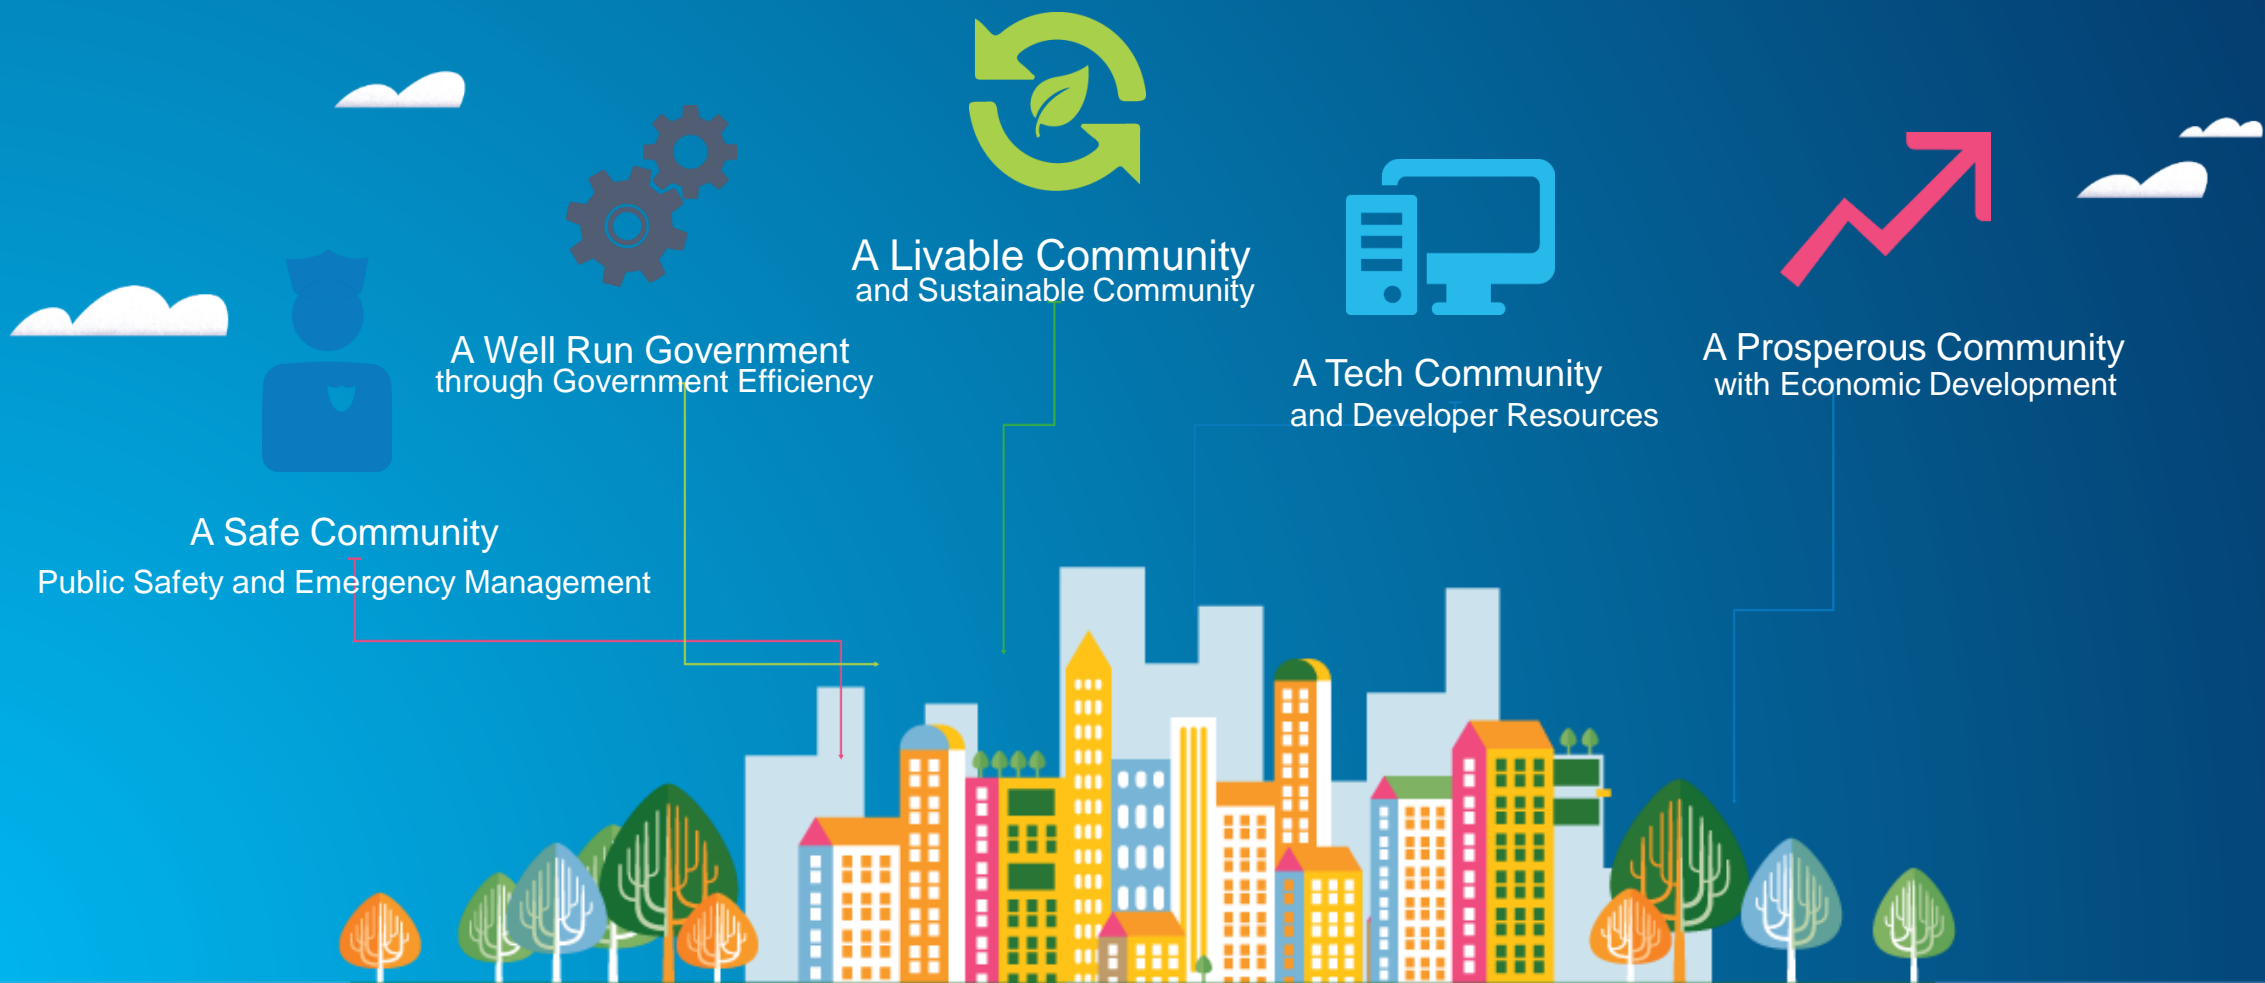 A Safe Community
Public Safety and Emergency Management
A Well Run Government
through Government Efficiency
A Livable Community
and Sustainable Community
A Tech Community
and Developer Resources
A Prosperous Community
with Economic Development